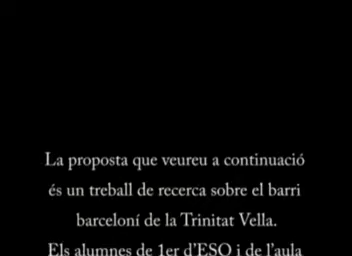 La proposta que veureu a continuació
és un treball de recerca sobre el barri
barceloní de la Trinitat Vella.
Els alumnes de 1er d'ESO i de l'aula